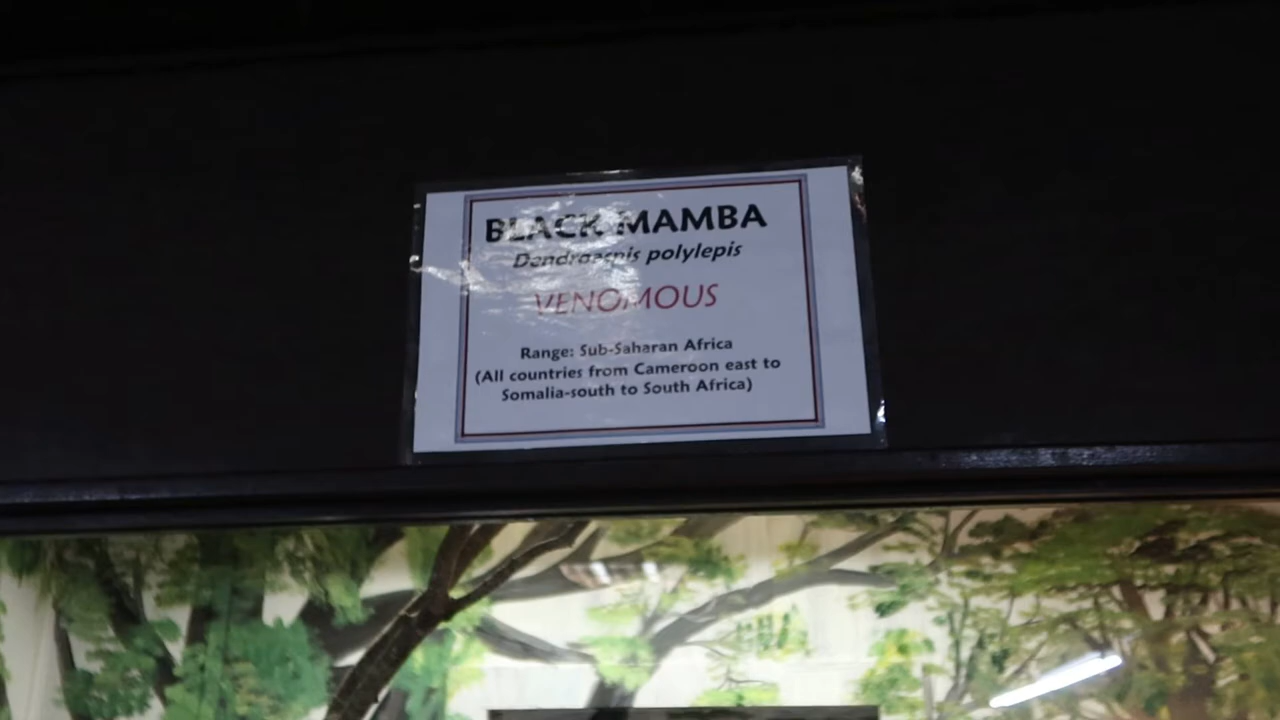 BLACK MAMBA
Dendroaspis polylepis
VENOMOUS
Range: Sub-Saharan Africa
(All countries from Cameroon east to
Somalia-south to South Africa)